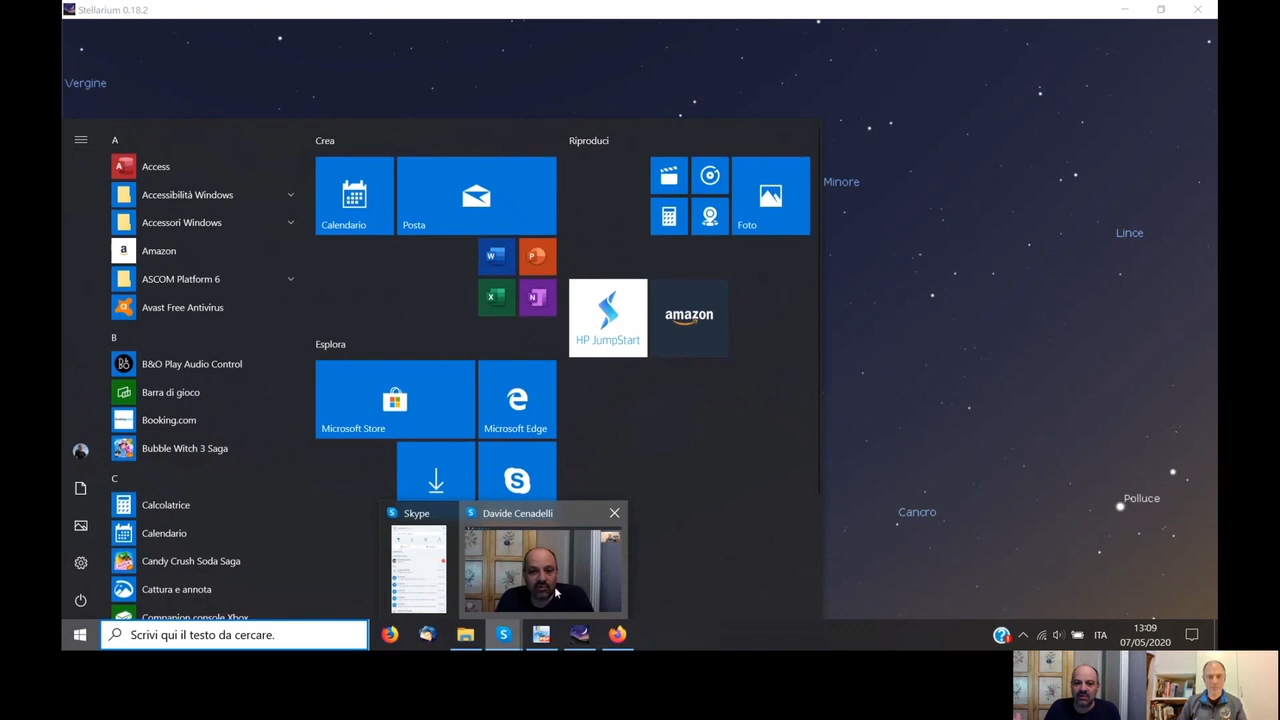 Stellarium 0.18.2
Vergine
Minore
Lince
Polluce
Cancro
A
Access
Accessibilità Windows
Accessori Windows
Amazon
ASCOM Platform 6
Avast Free Antivirus
B
B&O Play Audio Control
Barra di gioco
Booking.com
Bubble Witch 3 Saga
C
Calcolatrice
Calendario
Candy Crush Soda Saga
Cattura e annota
Companion console Xbox
Crea
Calendario
Posta
Esplora
Microsoft Store
Microsoft Edge
Riproduci
Foto
HP JumpStart
amazon
Skype
Davide Cenadelli
Scrivi qui il testo da cercare.
ITA
13:09
07/05/2020